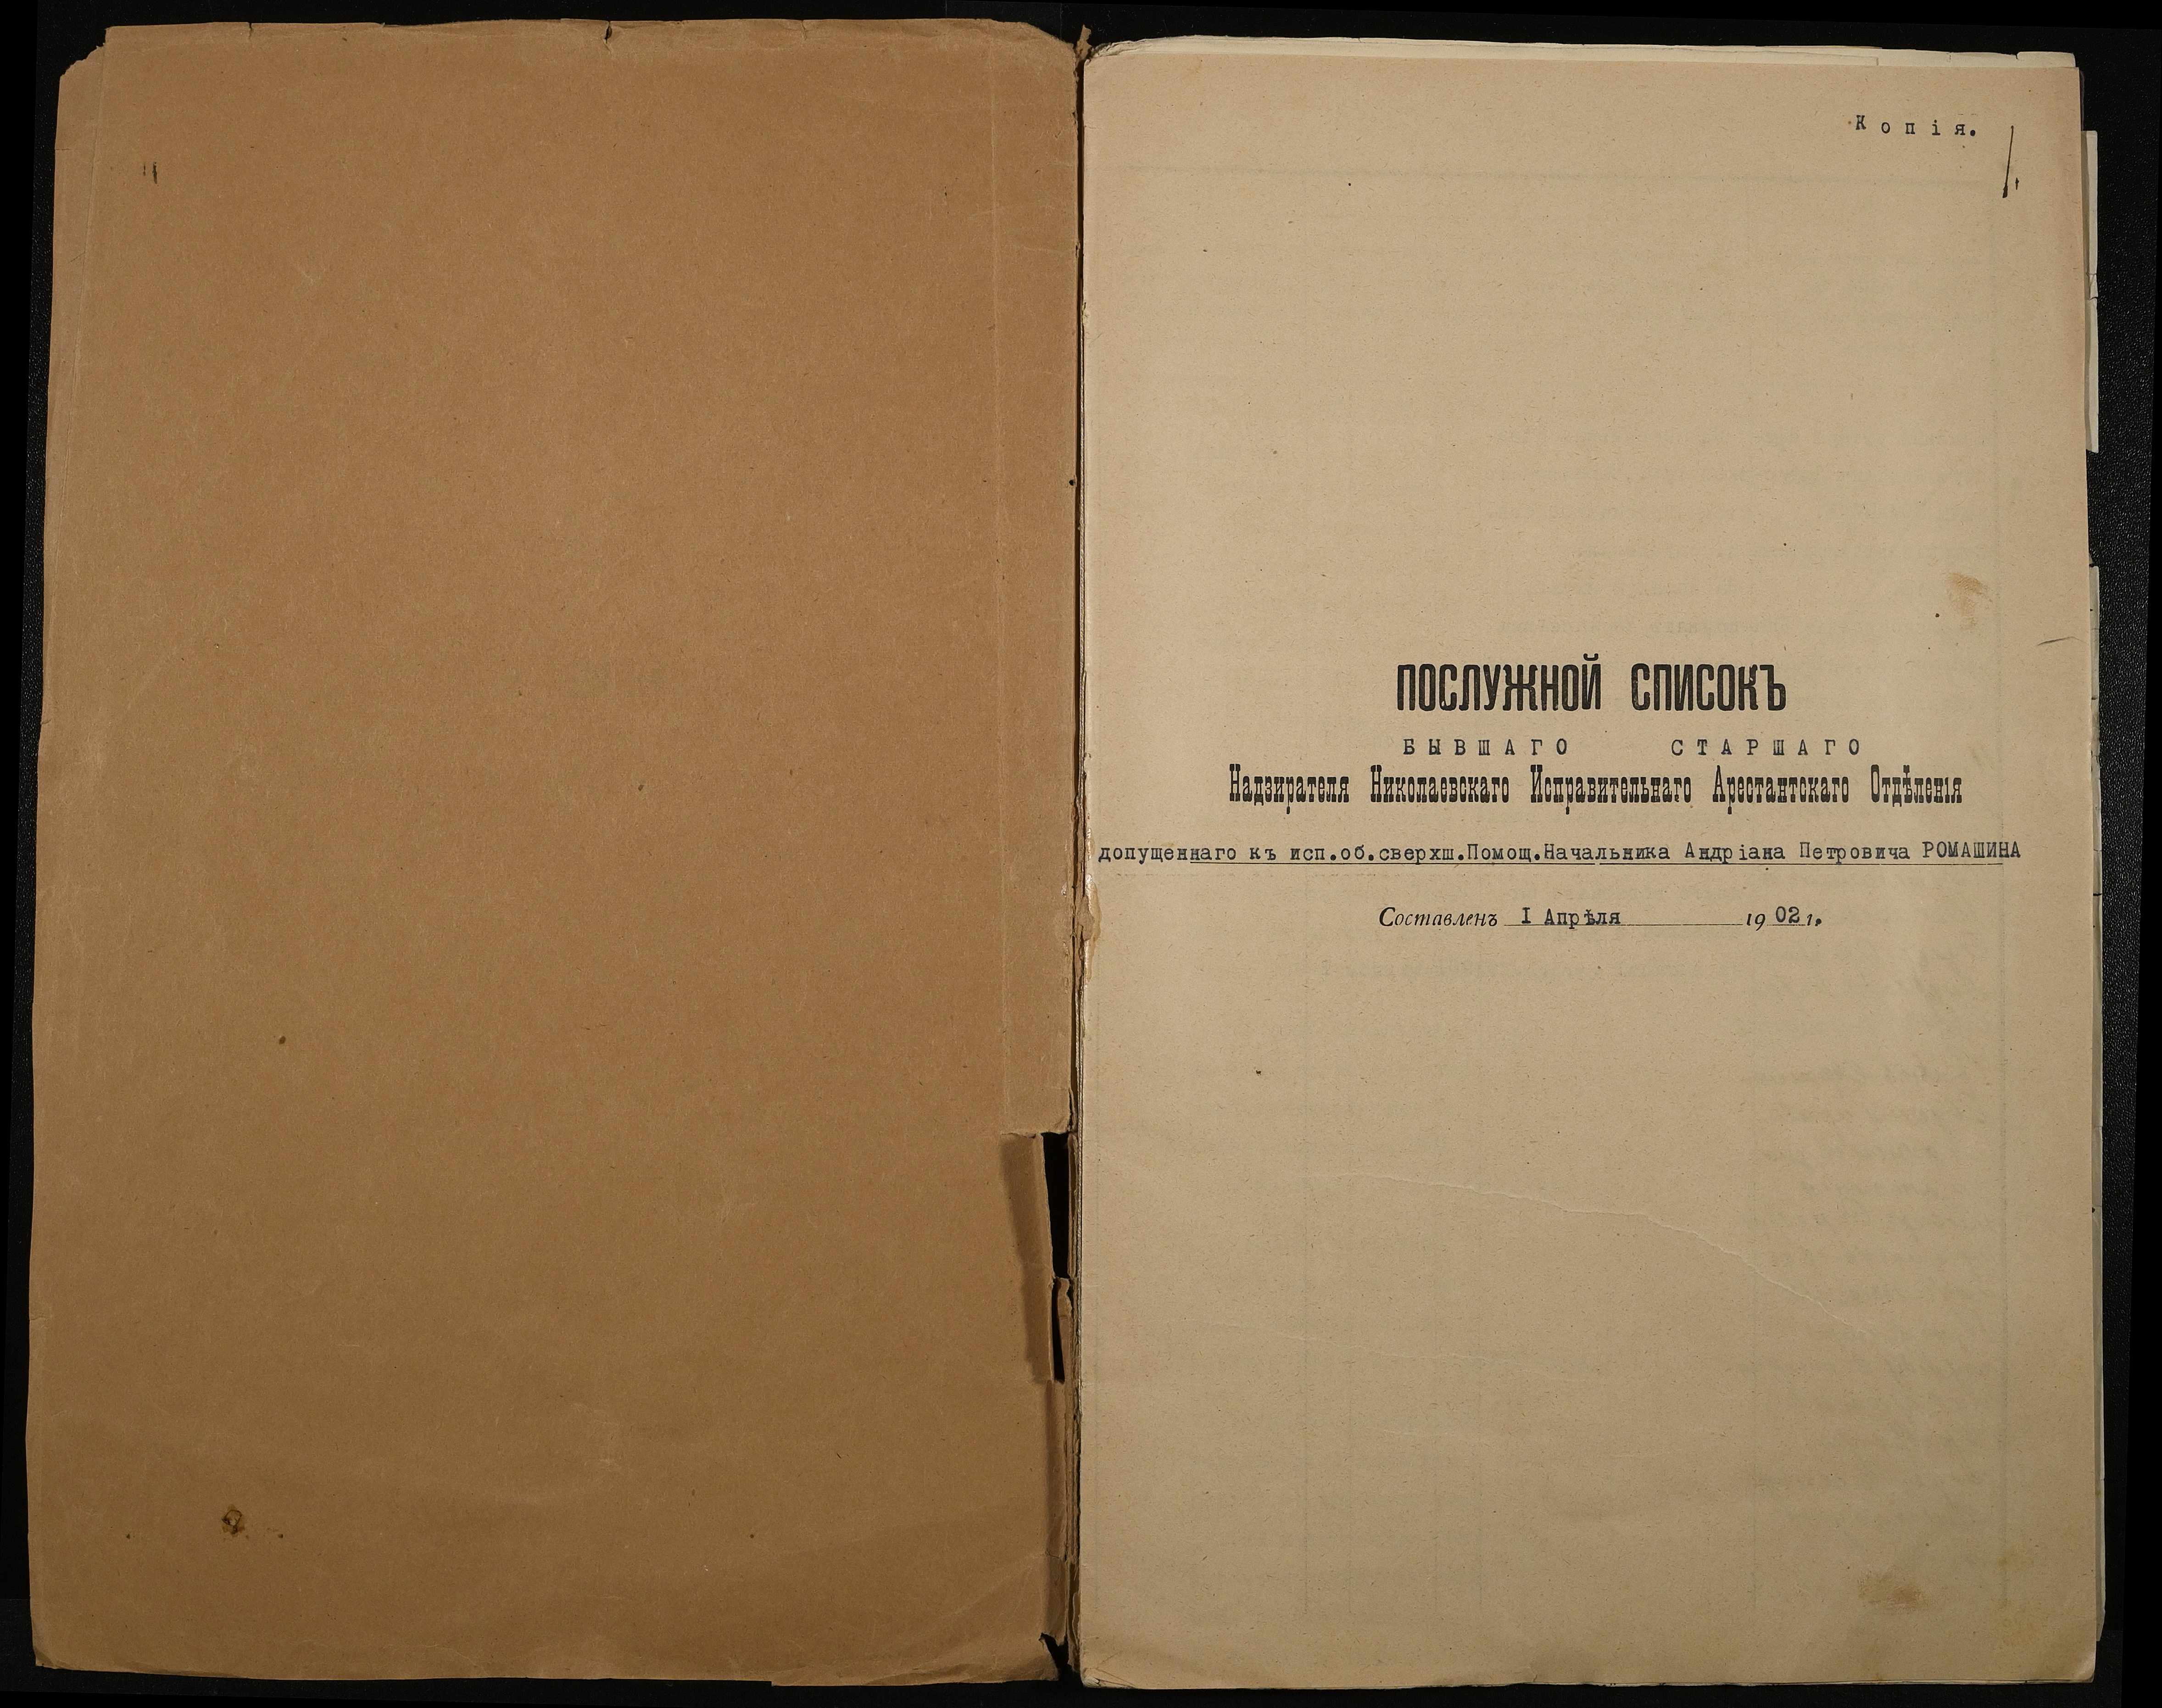 Копія.
1.
ПОСЛУЖНОЙ СПИСОКЪ
БЫВШАГО СТАРШАГО
Надзирателя Николаевскаго Исправительнаго Арестантскаго Отдѣленія
допущеннаго къ исп.об.сверхш.Помощ.Начальника Андріана Петровича РОМАШИНА
Составленъ I Апрѣля 1902 г.